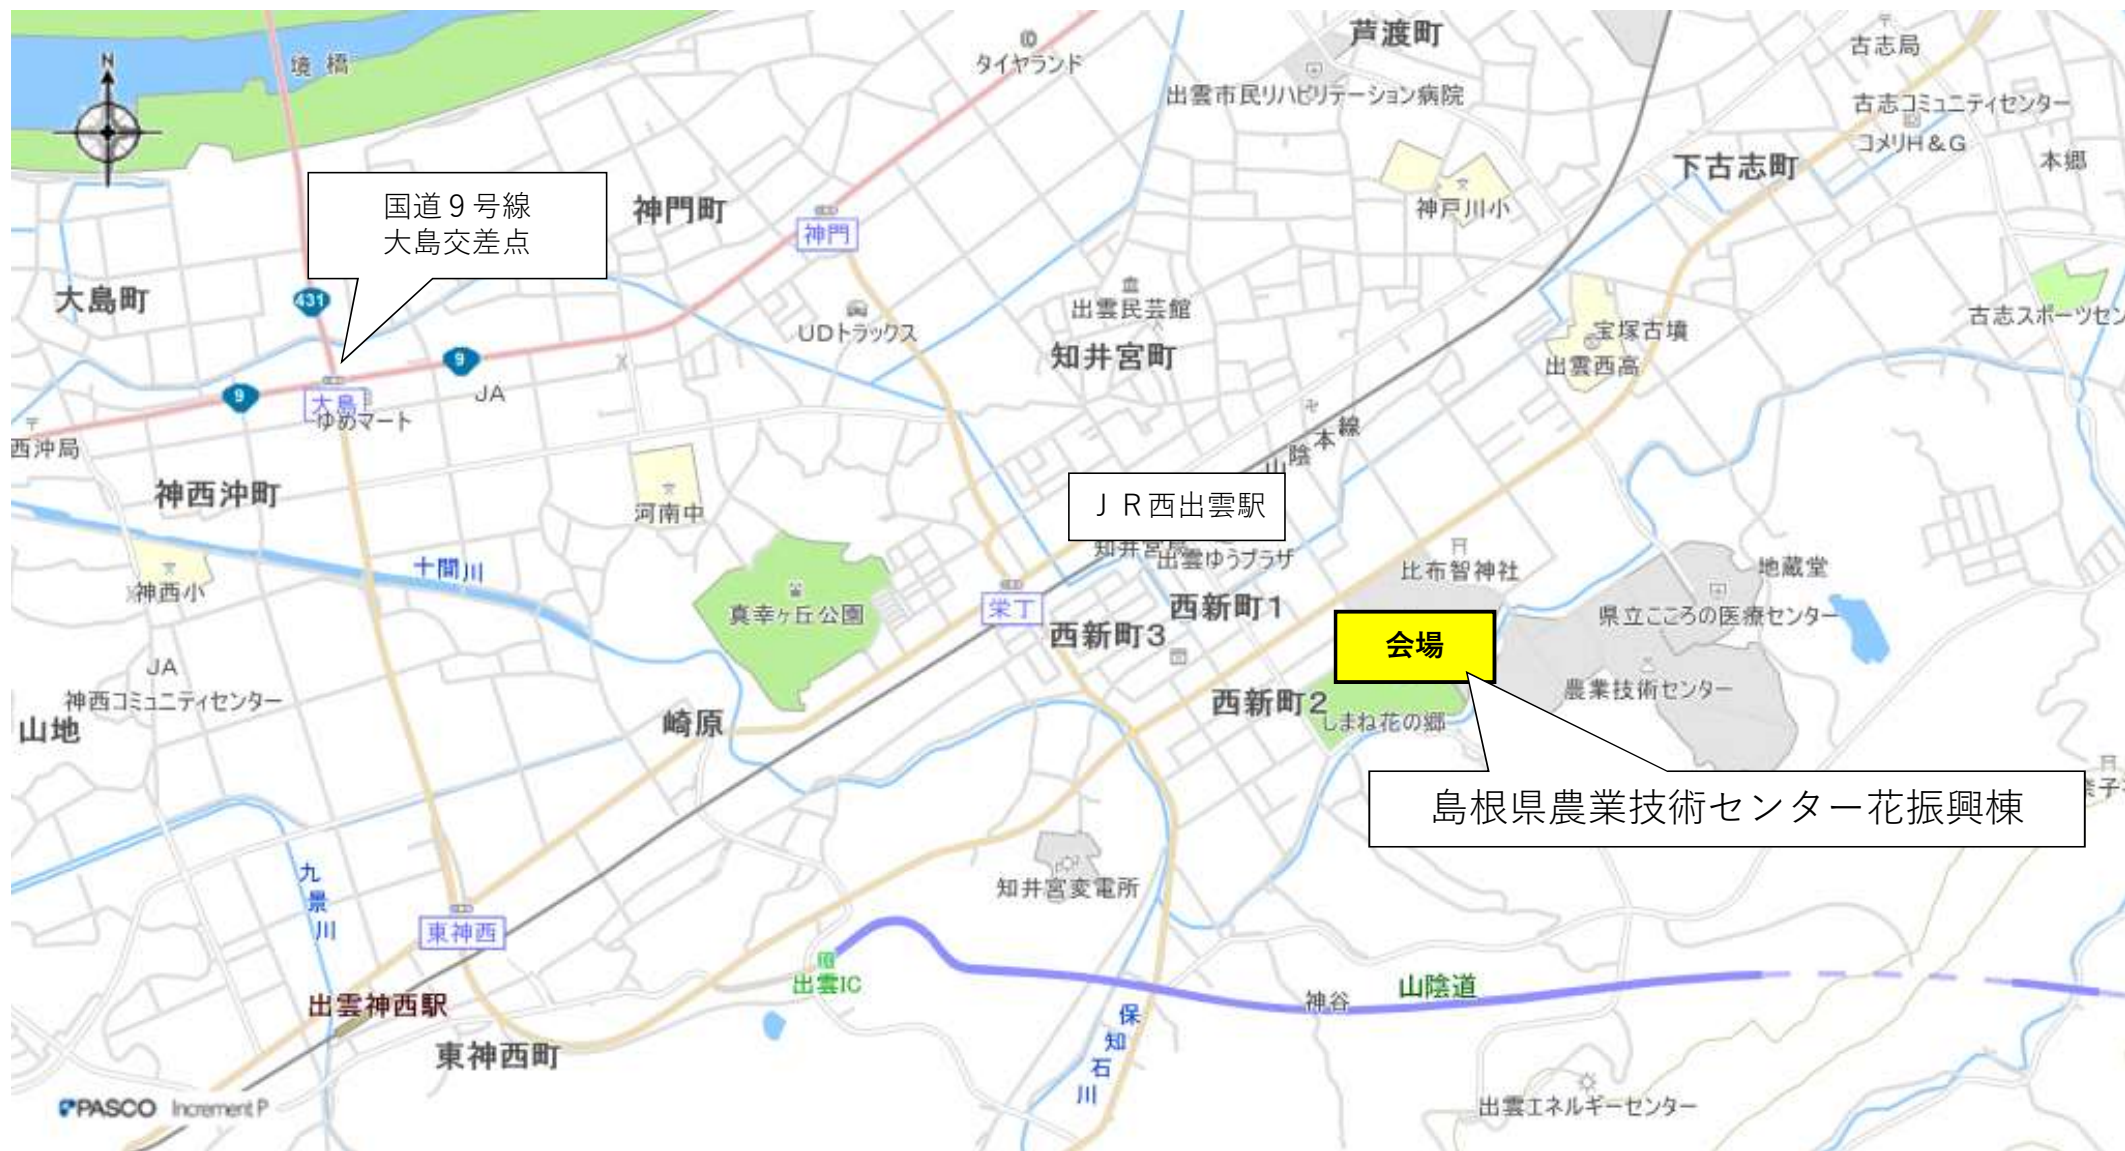 芦渡町
古志局
タイヤランド
境橋
N
出雲市民リハビリテーション病院
古志コミュニティセンター
コメリH&G
本郷
下古志町
国道９号線
大島交差点
神門町
神戸川小
神門
大島町
431
出雲民芸館
古志スポーツセン
UDトラックス
宝塚古墳
知井宮町
出雲西高
9
9
JA
大島
ゆめマート
西沖局
山陰本線
神西沖町
河南中
ＪＲ西出雲駅
出雲ゆうプラザ
比布智神社
十間川
地蔵堂
神西小
真幸ヶ丘公園
栄丁
西新町1
県立こころの医療センター
西新町3
会場
JA
神西コミュニティセンター
農業技術センター
西新町2
しまね花の郷
山地
崎原
島根県農業技術センター花振興棟
九景川
知井宮変電所
東神西
出雲IC
山陰道
神谷
出雲神西駅
保知石川
東神西町
出雲エネルギーセンター
PASCO Increment P